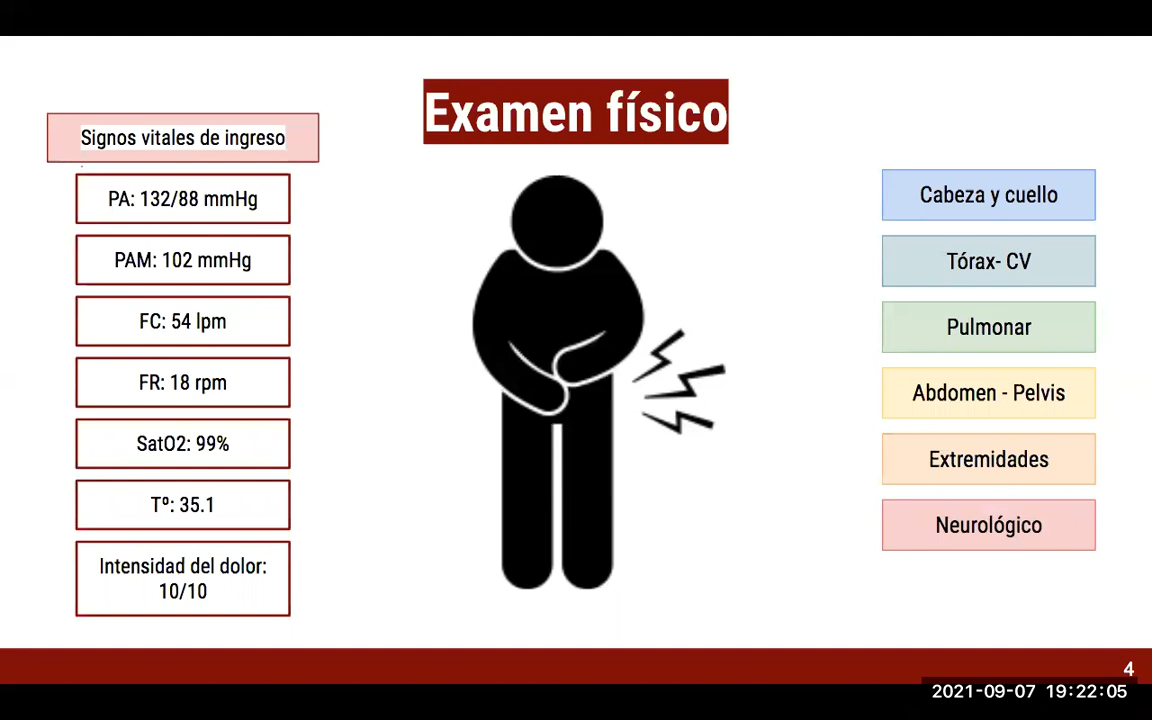 Examen físico
Signos vitales de ingreso
PA: 132/88 mmHg
PAM: 102 mmHg
FC: 54 lpm
FR: 18 rpm
SatO2: 99%
Tº: 35.1
Intensidad del dolor:
10/10
Cabeza y cuello
Tórax- CV
Pulmonar
Abdomen - Pelvis
Extremidades
Neurológico
4
2021-09-07 19:22:05